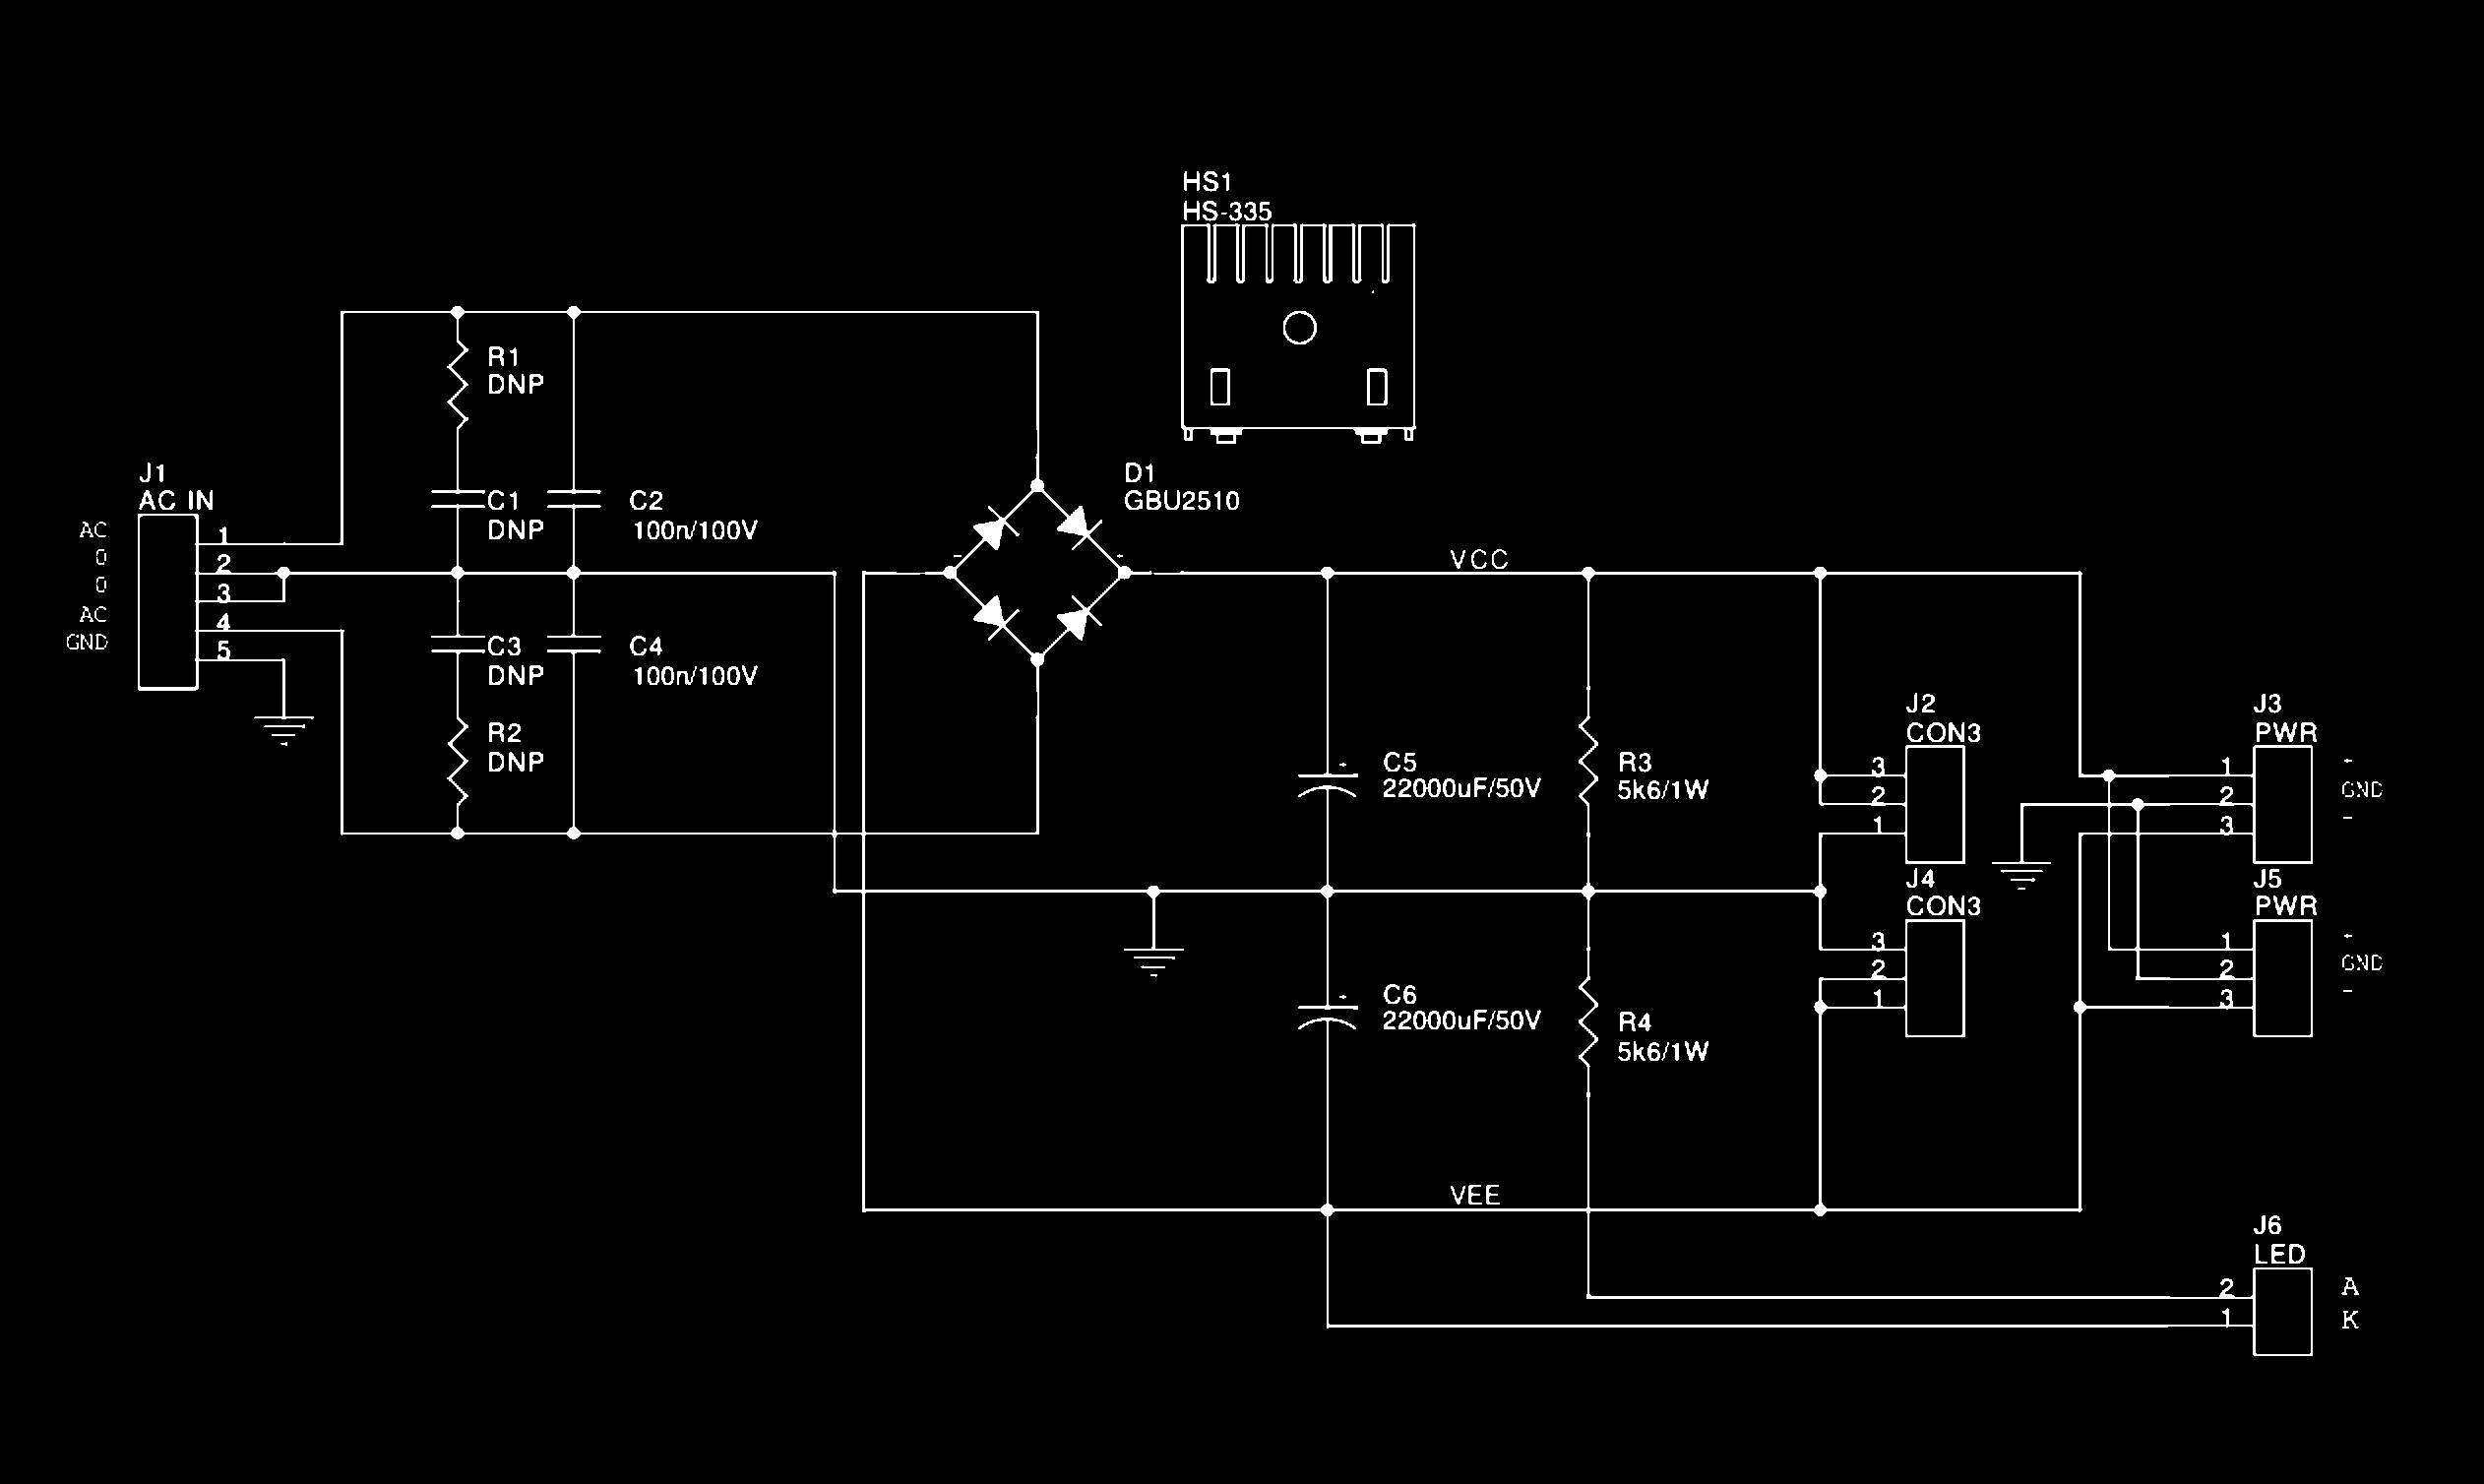 HS1
HS-335
R1
DNP
J1
AC IN
D1
GBU2510
C1
DNP
C2
100n/100V
AC
0
0
AC
GND
1
2
3
4
5
-
+
VCC
C3
DNP
C4
100n/100V
R2
DNP
J2
CON3
3
2
1
J3
PWR
1
2
3
+
GND
-
+
C5
22000uF/50V
R3
5k6/1W
J4
CON3
3
2
1
J5
PWR
1
2
3
+
GND
-
+
C6
22000uF/50V
R4
5k6/1W
VEE
J6
LED
2
1
A
K